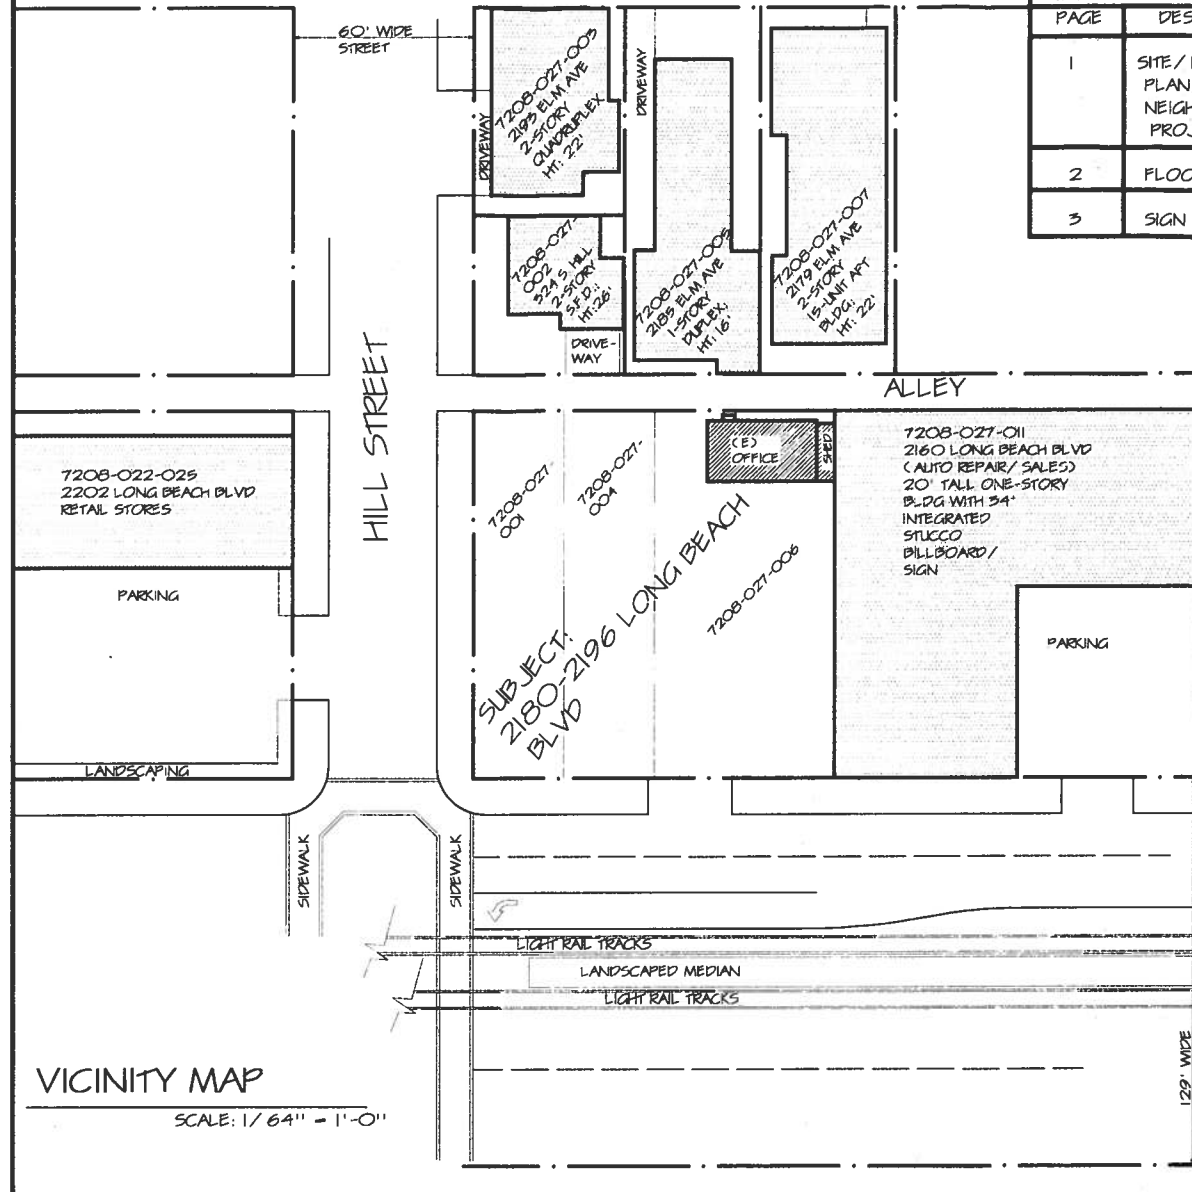 60' WIDE
STREET
DRIVEWAY
7208-027-003
2193 ELM AVE
2-STORY
QUADRUPLEX
HT: 22'
DRIVEWAY
PAGE
DES
1
SITE/
PLAN
NEIGH
PROJ
2
FLOO
3
SIGN
7208-027-
002
324 S. HILL
2-STORY
S.F.D.;
HT:26'
DRIVE-
WAY
7208-027-005
2185 ELM AVE
1-STORY
DUPLEX;
HT: 16'
7208-027-007
2179 ELM AVE
2-STORY
15-UNIT APT
BLDG;
HT: 22'
HILL STREET
ALLEY
7208-022-025
2202 LONG BEACH BLVD
RETAIL STORES
PARKING
LANDSCAPING
7208-027
001
7208-027-
004
(E)
OFFICE
SHED
7208-027-006
SUBJECT:
2180-2196 LONG BEACH
BLVD
7208-027-011
2160 LONG BEACH BLVD
(AUTO REPAIR/ SALES)
20' TALL ONE-STORY
BLDG WITH 34'
INTEGRATED
STUCCO
BILLBOARD/
SIGN
PARKING
SIDEWALK
SIDEWALK
LIGHT RAIL TRACKS
LANDSCAPED MEDIAN
LIGHT RAIL TRACKS
129' WIDE
VICINITY MAP
SCALE: 1/64" = 1'-0"